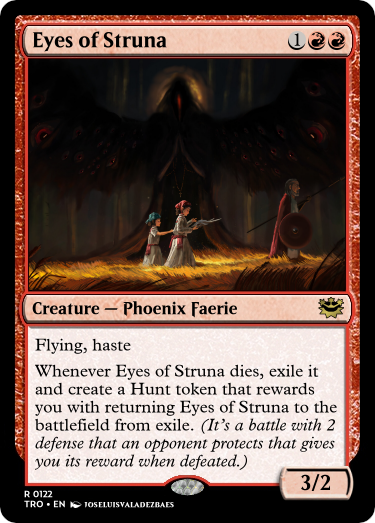 Eyes of Struna 1
Creature — Phoenix Faerie
Flying, haste
Whenever Eyes of Struna dies, exile it
and create a Hunt token that rewards
you with returning Eyes of Struna to the
battlefield from exile. (It's a battle with 2
defense that an opponent protects that gives
you its reward when defeated.)
3/2
R 0122
TRO • EN JOSELUISVALADEZBAES